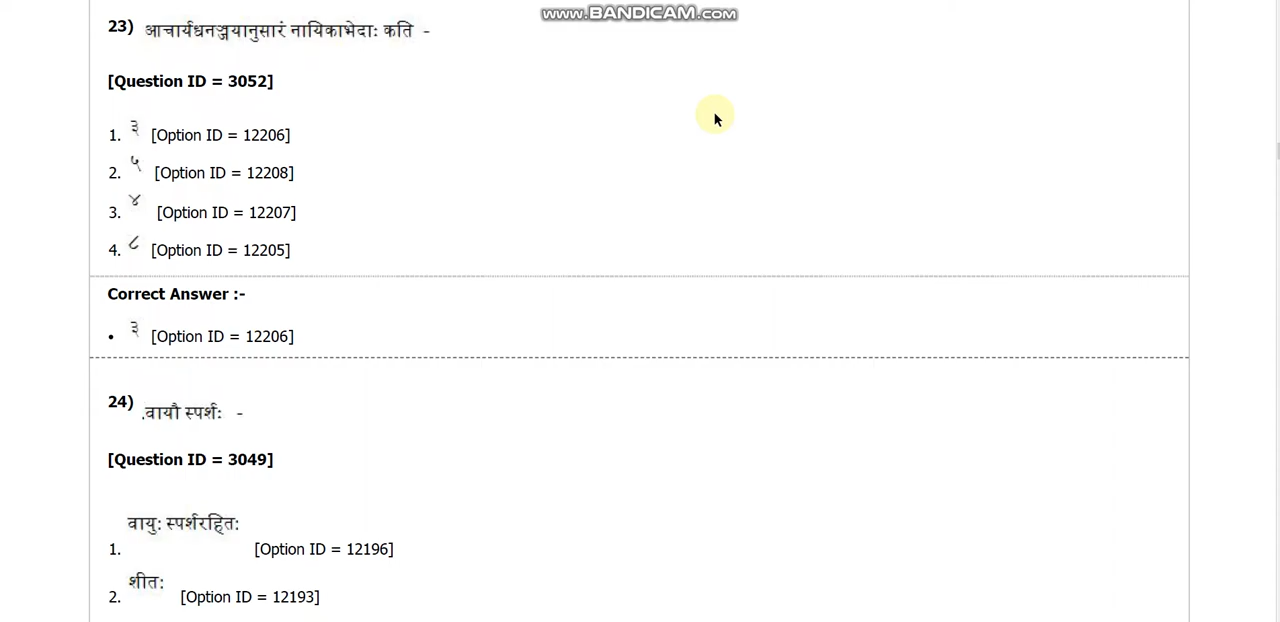 www.BANDICAM.com
23) आचार्यधनञ्जयानुसारं नायिकाभेदाः कति -
[Question ID = 3052]
1. ३ [Option ID = 12206]
2. ५ [Option ID = 12208]
3. ४ [Option ID = 12207]
4. ८ [Option ID = 12205]
Correct Answer :-
• ३ [Option ID = 12206]
24) .वायौ स्पर्शः -
[Question ID = 3049]
वायुः स्पर्शरहितः
1. [Option ID = 12196]
शीतः
2. [Option ID = 12193]